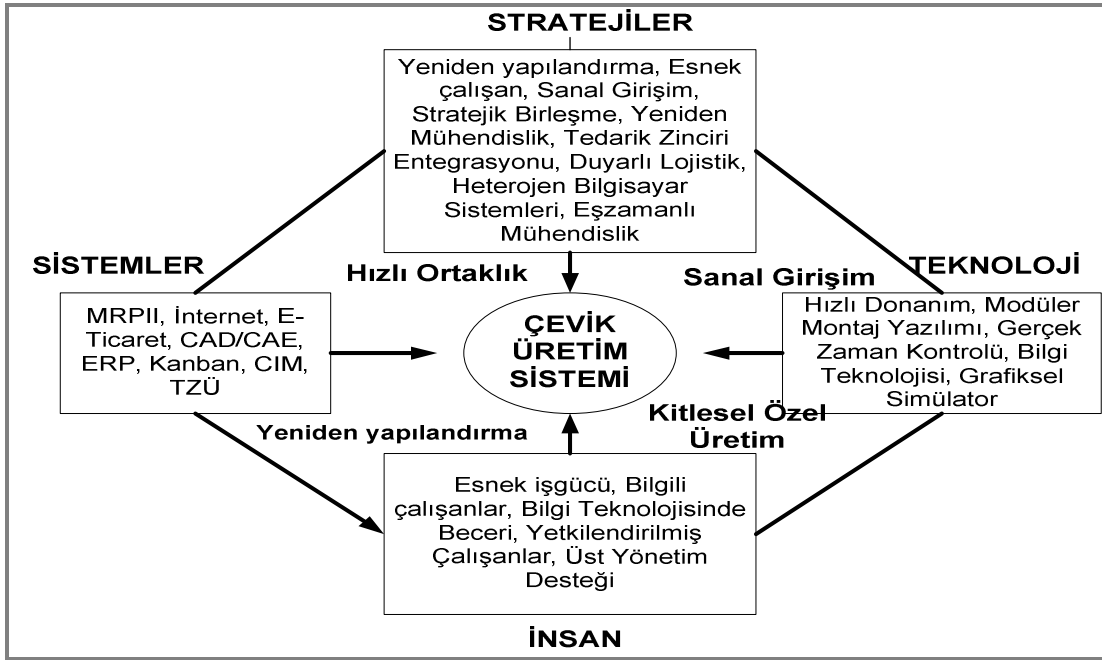 STRATEJİLER
Yeniden yapılandırma, Esnek
çalışan, Sanal Girişim,
Stratejik Birleşme, Yeniden
Mühendislik, Tedarik Zinciri
Entegrasyonu, Duyarlı Lojistik,
Heterojen Bilgisayar
Sistemleri, Eşzamanlı
Mühendislik
SİSTEMLER
Hızlı Ortaklık
Sanal Girişim
TEKNOLOJİ
MRPII, İnternet, E-
Ticaret, CAD/CAE,
ERP, Kanban, CIM,
TZÜ
ÇEVİK
ÜRETİM
SİSTEMİ
Hızlı Donanım, Modüler
Montaj Yazılımı, Gerçek
Zaman Kontrolü, Bilgi
Teknolojisi, Grafiksel
Simülator
Yeniden yapılandırma
Kitlesel Özel
Üretim
Esnek işgücü, Bilgili
çalışanlar, Bilgi Teknolojisinde
Beceri, Yetkilendirilmiş
Çalışanlar, Üst Yönetim
Desteği
İNSAN